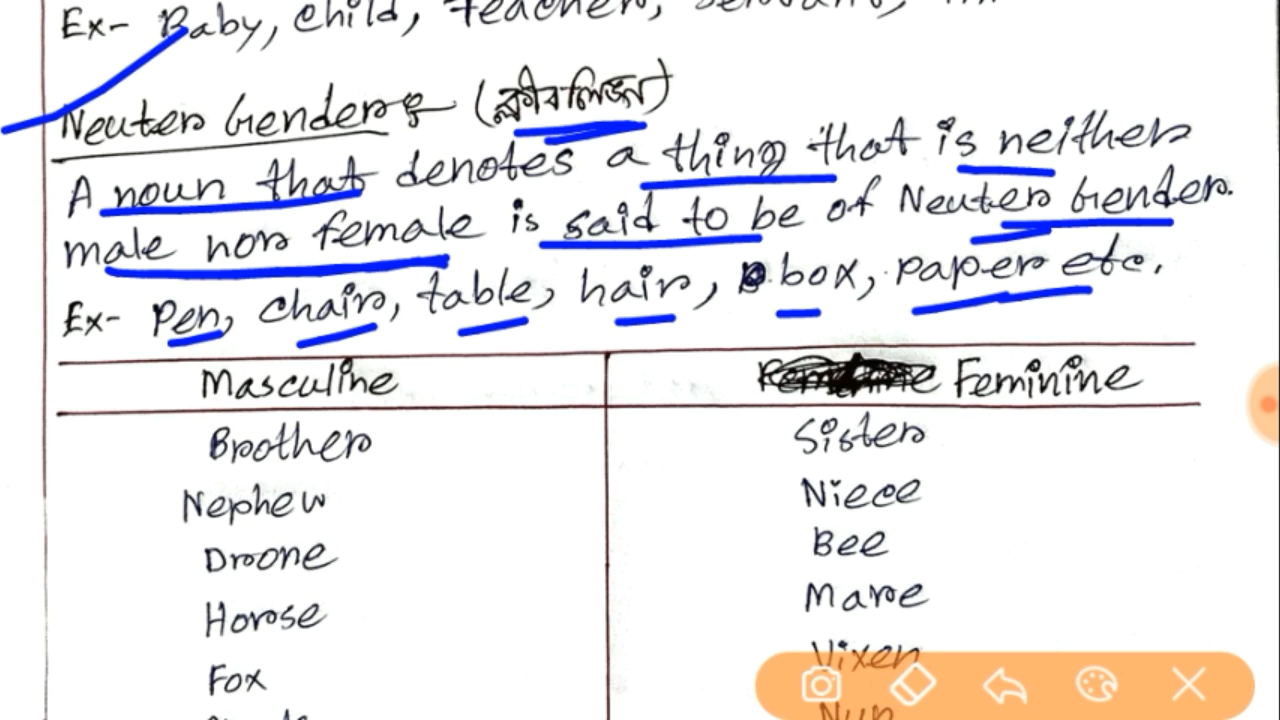 Ex- Baby, child, teacher, servant,
Neuter Gender (ক্লীবলিঙ্গ)
A noun that denotes a thing that is neither
male nor female is said to be of Neuter Gender.
Ex- Pen, chair, table, hair, box, paper etc.
Masculine Feminine
Brother Sister
Nephew Niece
Drone Bee
Horse Mare
Fox Vixen
Nun